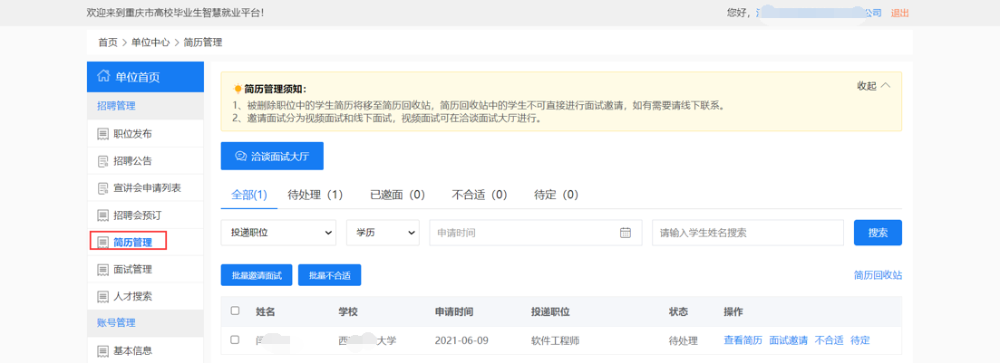 欢迎来到重庆市高校毕业生智慧就业平台！
您好， 公司 退出
首页 > 单位中心 > 简历管理
单位首页
招聘管理
职位发布
招聘公告
宣讲会申请列表
招聘会预订
简历管理
面试管理
人才搜索
账号管理
基本信息
简历管理须知：
收起
1、被删除职位中的学生简历将移至简历回收站，简历回收站中的学生不可直接进行面试邀请，如有需要请线下联系。
2、邀请面试分为视频面试和线下面试，视频面试可在洽谈面试大厅进行。
洽谈面试大厅
全部(1) 待处理（1） 已邀面（0） 不合适（0） 待定（0）
投递职位 学历 申请时间 请输入学生姓名搜索 搜索
批量邀请面试 批量不合适 简历回收站
姓名 学校 申请时间 投递职位 状态 操作
闫 西 大学 2021-06-09 软件工程师 待处理 查看简历 面试邀请 不合适 待定